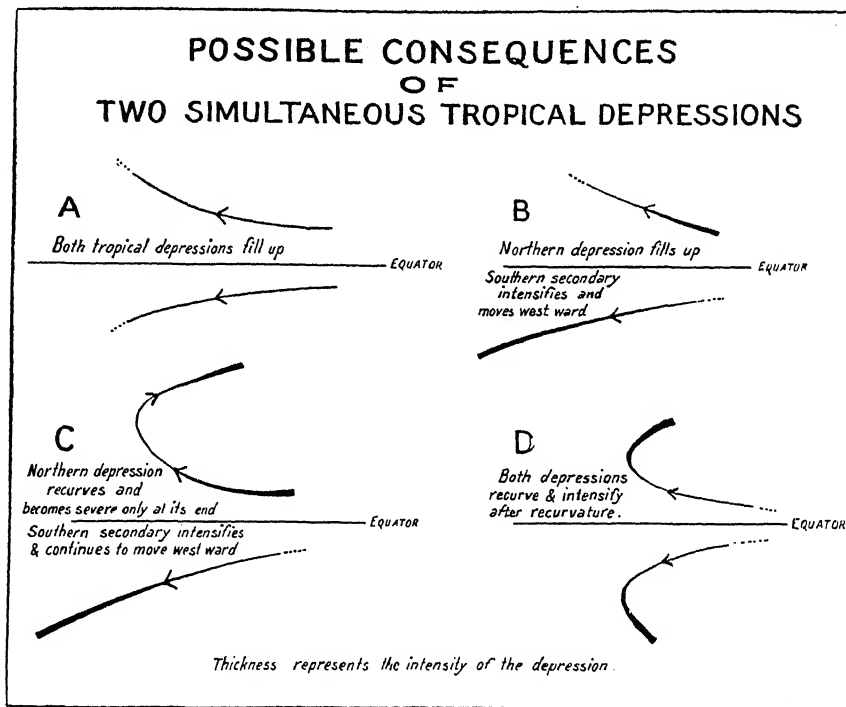 POSSIBLE CONSEQUENCES
OF
TWO SIMULTANEOUS TROPICAL DEPRESSIONS
A
Both tropical depressions fill up
EQUATOR
B
Northern depression fills up
EQUATOR
Southern secondary
intensifies and
moves west ward
C
Northern depression
recurves and
becomes severe only at its end
EQUATOR
Southern secondary intensifies
& continues to move west ward
D
Both depressions
recurve & intensify
after recurvature.
EQUATOR
Thickness represents the intensity of the depression.